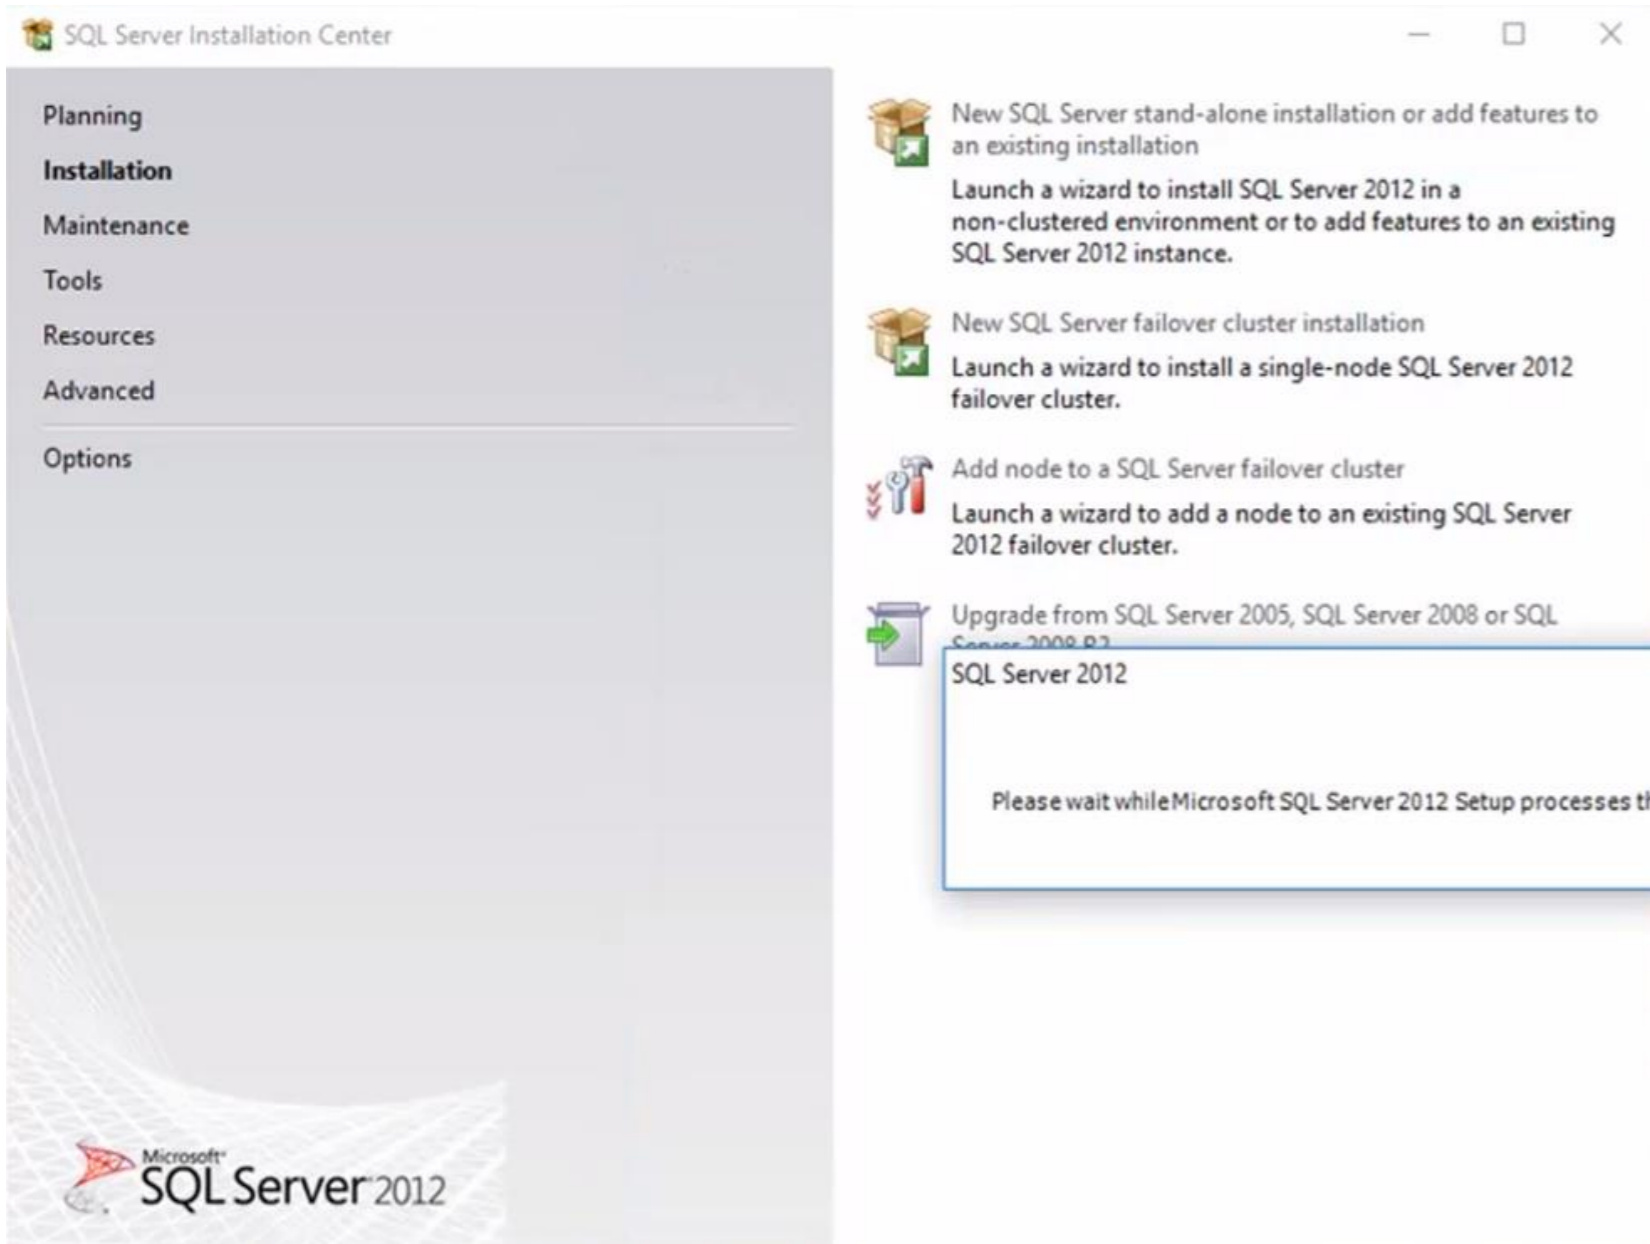 SQL Server Installation Center
Planning
Installation
Maintenance
Tools
Resources
Advanced
Options
New SQL Server stand-alone installation or add features to
an existing installation
Launch a wizard to install SQL Server 2012 in a
non-clustered environment or to add features to an existing
SQL Server 2012 instance.
New SQL Server failover cluster installation
Launch a wizard to install a single-node SQL Server 2012
failover cluster.
Add node to a SQL Server failover cluster
Launch a wizard to add a node to an existing SQL Server
2012 failover cluster.
Upgrade from SQL Server 2005, SQL Server 2008 or SQL
Server 2008 R2
SQL Server 2012
Please wait while Microsoft SQL Server 2012 Setup processes
Microsoft
SQL Server 2012